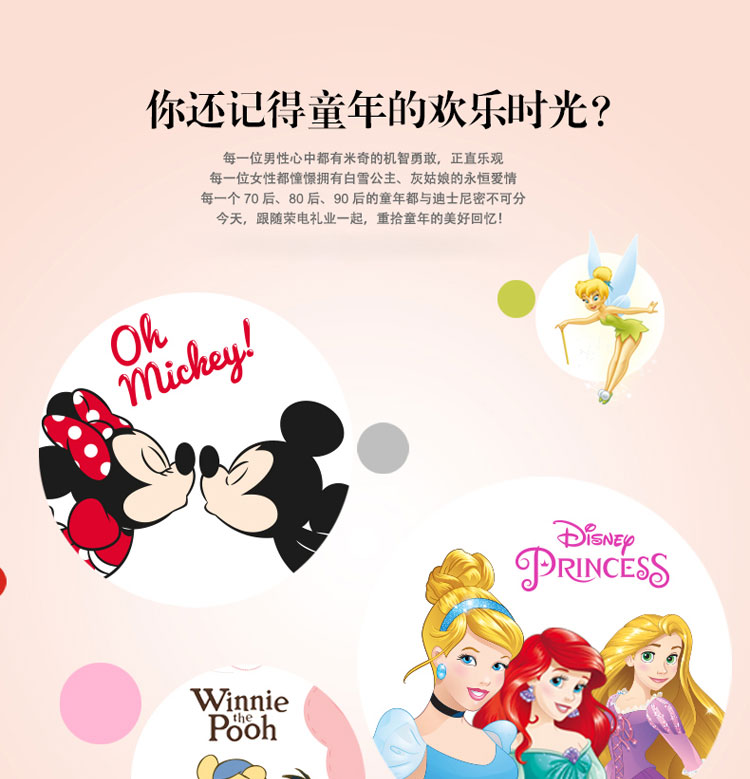 你还记得童年的欢乐时光？
每一位男性心中都有米奇的机智勇敢，正直乐观
每一位女性都憧憬拥有白雪公主、灰姑娘的永恒爱情
每一个 70 后、80 后、90 后的童年都与迪士尼密不可分
今天，跟随荣电礼业一起，重拾童年的美好回忆！
Oh
Mickey!
Disney
PRINCESS
Winnie
the
Pooh